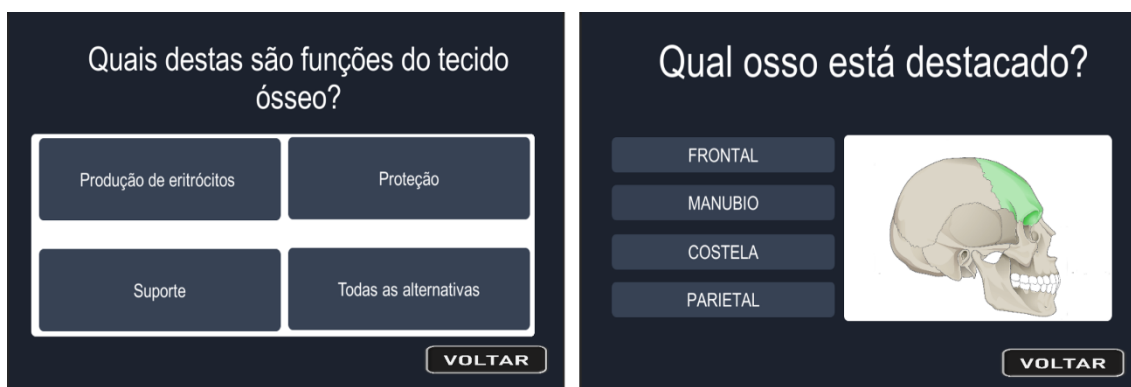 Quais destas são funções do tecido
ósseo?
Produção de eritrócitos
Proteção
Suporte
Todas as alternativas
VOLTAR
Qual osso está destacado?
FRONTAL
MANUBIO
COSTELA
PARIETAL
VOLTAR